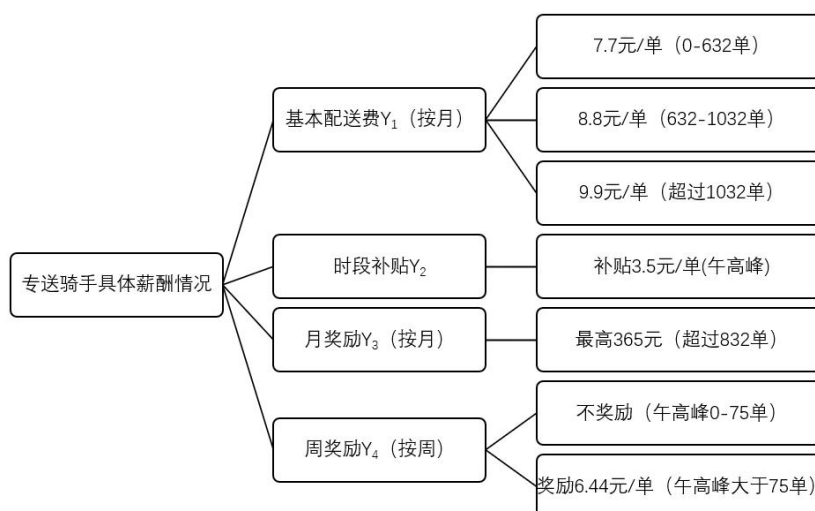 专送骑手具体薪酬情况
基本配送费Y₁（按月）
7.7元/单（0-632单）
8.8元/单（632-1032单）
9.9元/单（超过1032单）
时段补贴Y₂
补贴3.5元/单(午高峰)
月奖励Y₃（按月）
最高365元（超过832单）
周奖励Y₄（按周）
不奖励（午高峰0-75单）
奖励6.44元/单（午高峰大于75单）